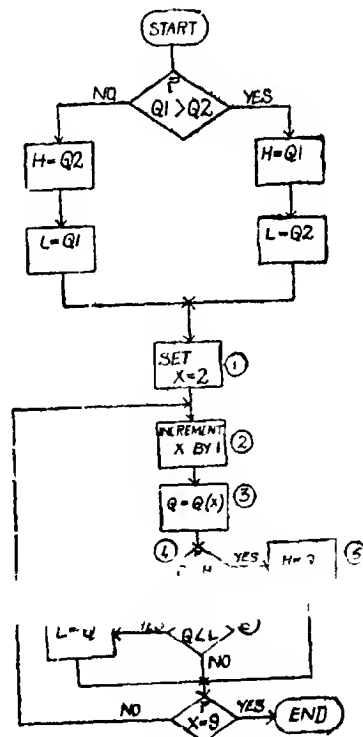 START
?
Q1 > Q2
NO
YES
H=Q2
H=Q1
L=Q1
L=Q2
SET
X=2
①
INCREMENT
X BY 1
②
Q = Q(X)
③
④
YES
⑤
Q<L
NO
?
X=9
NO
YES
END